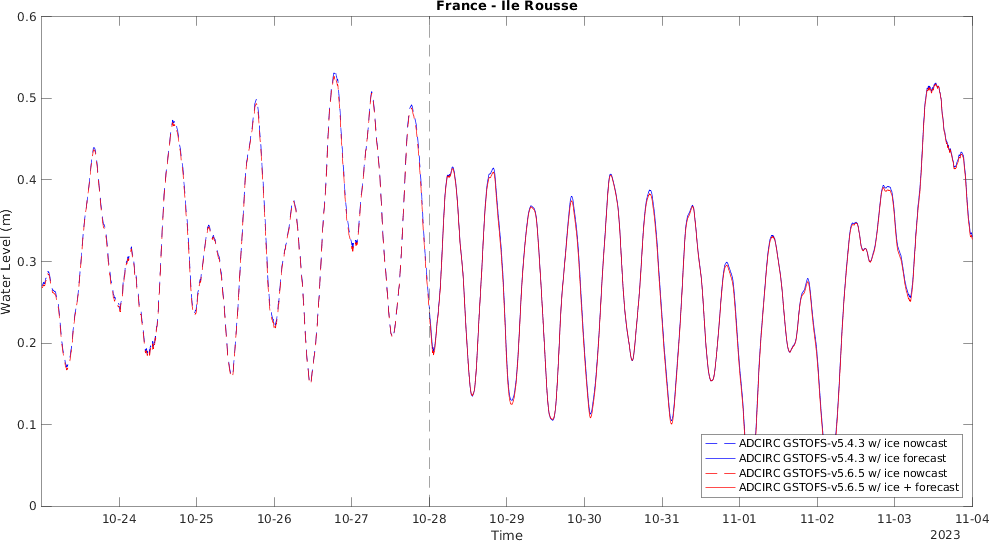 France - Ile Rousse
0.6
0.5
0.4
0.3
0.2
0.1
0
Water Level (m)
10-24 10-25 10-26 10-27 10-28 10-29 10-30 10-31 11-01 11-02 11-03 11-04
Time
2023
ADCIRC GSTOFS-v5.4.3 w/ ice nowcast
ADCIRC GSTOFS-v5.4.3 w/ ice forecast
ADCIRC GSTOFS-v5.6.5 w/ ice nowcast
ADCIRC GSTOFS-v5.6.5 w/ ice + forecast